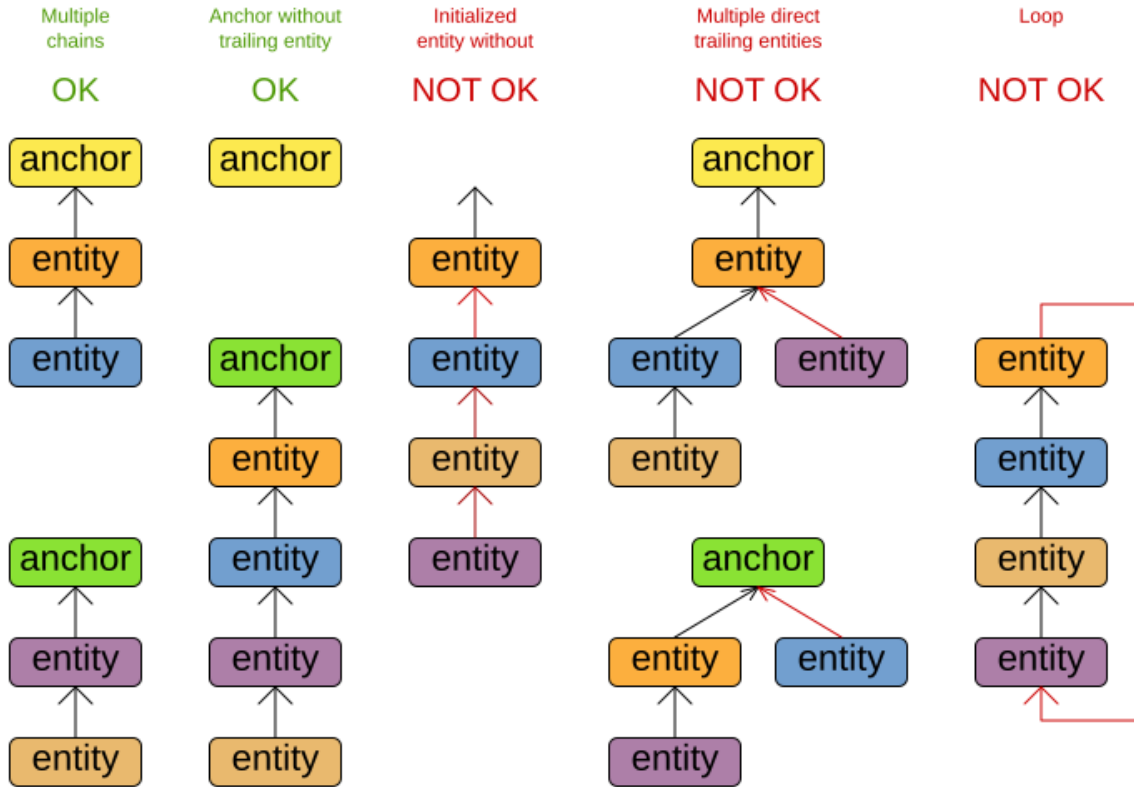 Multiple
chains
OK
anchor
entity
entity
anchor
entity
entity
Anchor without
trailing entity
OK
anchor
anchor
entity
entity
entity
entity
Initialized
entity without
NOT OK
entity
entity
entity
entity
Multiple direct
trailing entities
NOT OK
anchor
entity
entity entity
entity
anchor
entity entity
entity
Loop
NOT OK
entity
entity
entity
entity